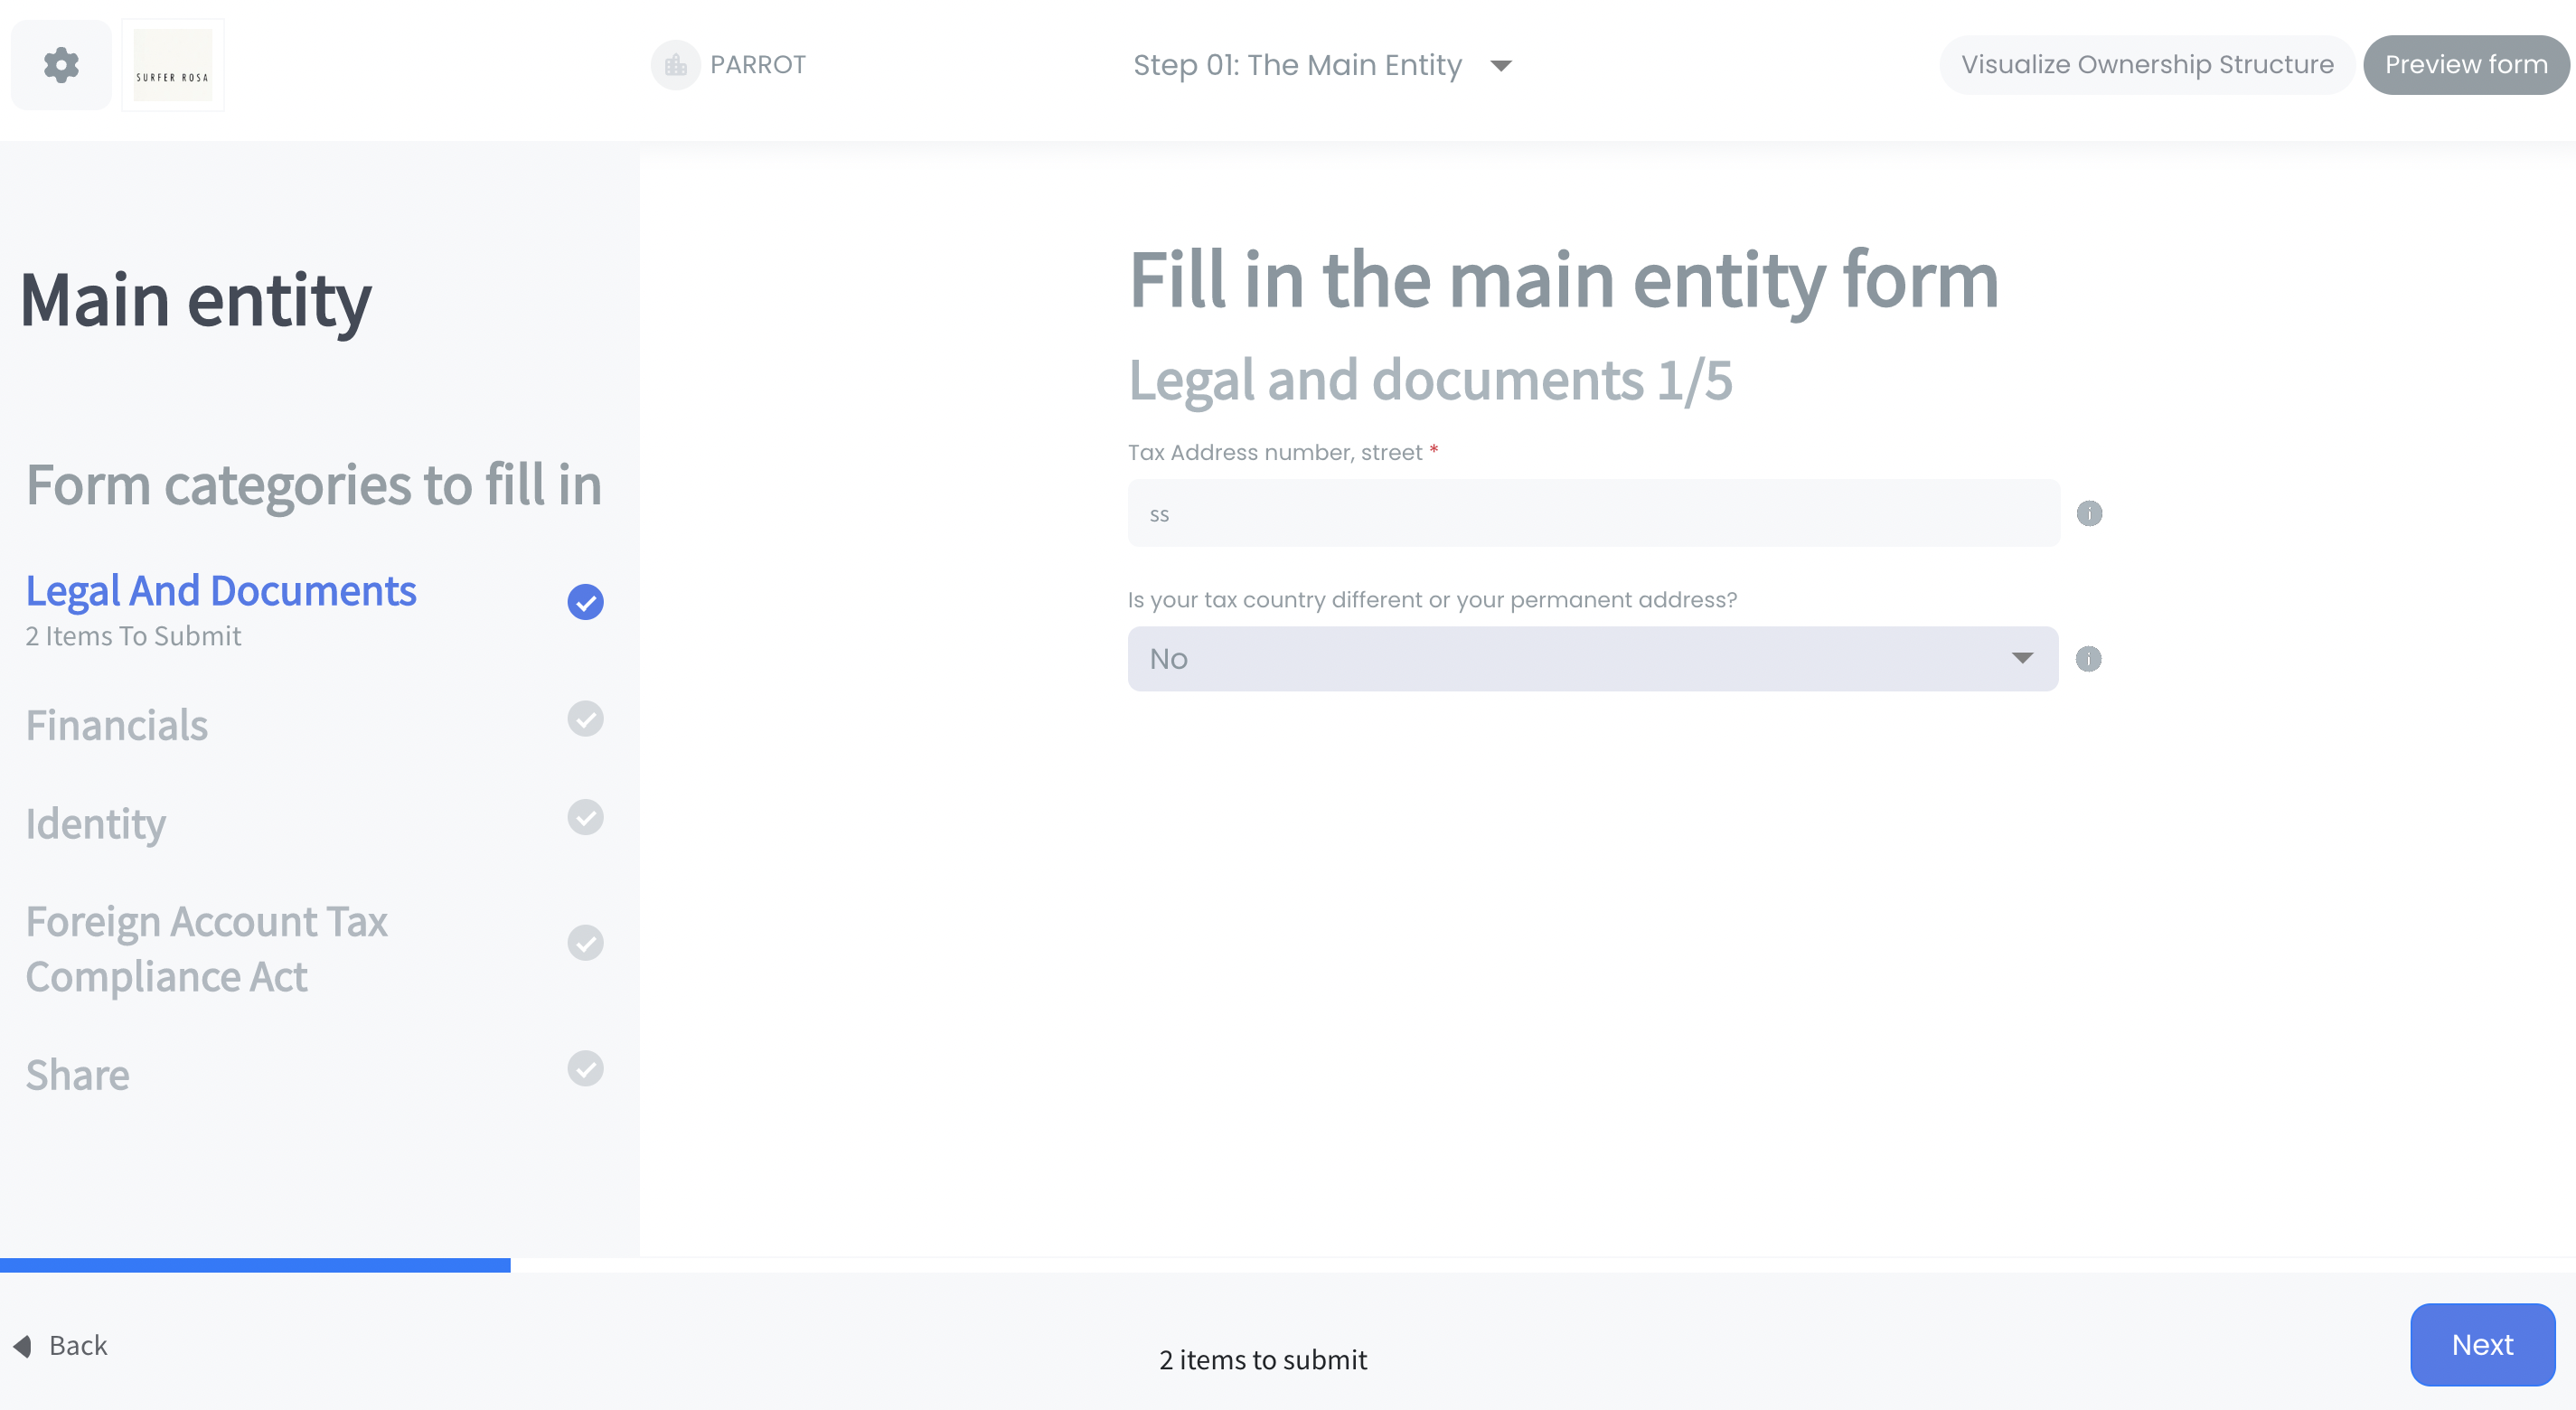 SURFER ROSA
PARROT
Step 01: The Main Entity
Visualize Ownership Structure
Preview form
Main entity
Form categories to fill in
Legal And Documents
2 Items To Submit
Financials
Identity
Foreign Account Tax
Compliance Act
Share
Fill in the main entity form
Legal and documents 1/5
Tax Address number, street *
ss
Is your tax country different or your permanent address?
No
Back
2 items to submit
Next